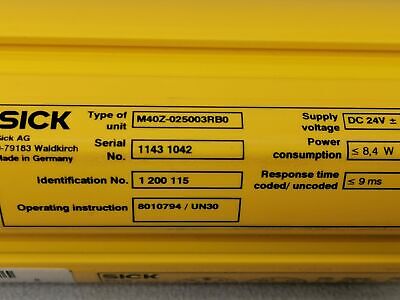 SICK
Sick AG
D-79183 Waldkirch
Made in Germany
Type of unit M40Z-025003RB0
Serial No. 1143 1042
Identification No. 1 200 115
Operating instruction 8010794 / UN30
Supply voltage DC 24V ±
Power consumption ≤ 8,4 W
Response time coded/ uncoded ≤ 9 ms
SICK